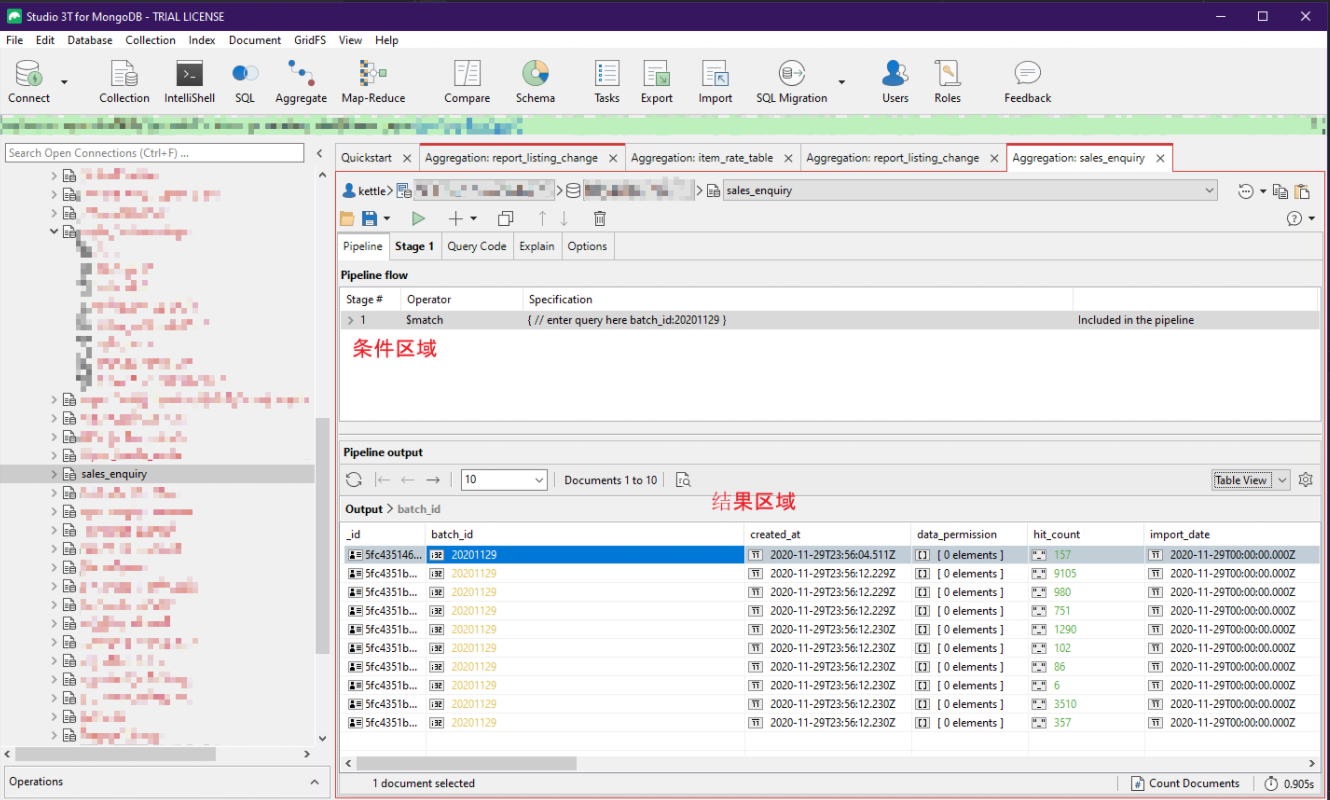 Studio 3T for MongoDB - TRIAL LICENSE
File Edit Database Collection Index Document GridFS View Help
Connect Collection IntelliShell SQL Aggregate Map-Reduce Compare Schema Tasks Export Import SQL Migration Users Roles Feedback
Search Open Connections (Ctrl+F) ...
Quickstart Aggregation: report_listing_change Aggregation: item_rate_table Aggregation: report_listing_change Aggregation: sales_enquiry
kettle sales_enquiry
Pipeline Stage 1 Query Code Explain Options
Pipeline flow
Stage # Operator Specification
1 $match { // enter query here batch_id:20201129 } Included in the pipeline
条件区域
sales_enquiry
Pipeline output
10 Documents 1 to 10 Table View
结果区域
Output > batch_id
_id batch_id created_at data_permission hit_count import_date
5fc435146... 20201129 2020-11-29T23:56:04.511Z [ 0 elements ] 157 2020-11-29T00:00:00.000Z
5fc4351b... 20201129 2020-11-29T23:56:12.229Z [ 0 elements ] 9105 2020-11-29T00:00:00.000Z
5fc4351b... 20201129 2020-11-29T23:56:12.229Z [ 0 elements ] 980 2020-11-29T00:00:00.000Z
5fc4351b... 20201129 2020-11-29T23:56:12.229Z [ 0 elements ] 751 2020-11-29T00:00:00.000Z
5fc4351b... 20201129 2020-11-29T23:56:12.230Z [ 0 elements ] 1290 2020-11-29T00:00:00.000Z
5fc4351b... 20201129 2020-11-29T23:56:12.230Z [ 0 elements ] 102 2020-11-29T00:00:00.000Z
5fc4351b... 20201129 2020-11-29T23:56:12.230Z [ 0 elements ] 86 2020-11-29T00:00:00.000Z
5fc4351b... 20201129 2020-11-29T23:56:12.230Z [ 0 elements ] 6 2020-11-29T00:00:00.000Z
5fc4351b... 20201129 2020-11-29T23:56:12.230Z [ 0 elements ] 3510 2020-11-29T00:00:00.000Z
5fc4351b... 20201129 2020-11-29T23:56:12.230Z [ 0 elements ] 357 2020-11-29T00:00:00.000Z
Operations
1 document selected Count Documents 0.905s